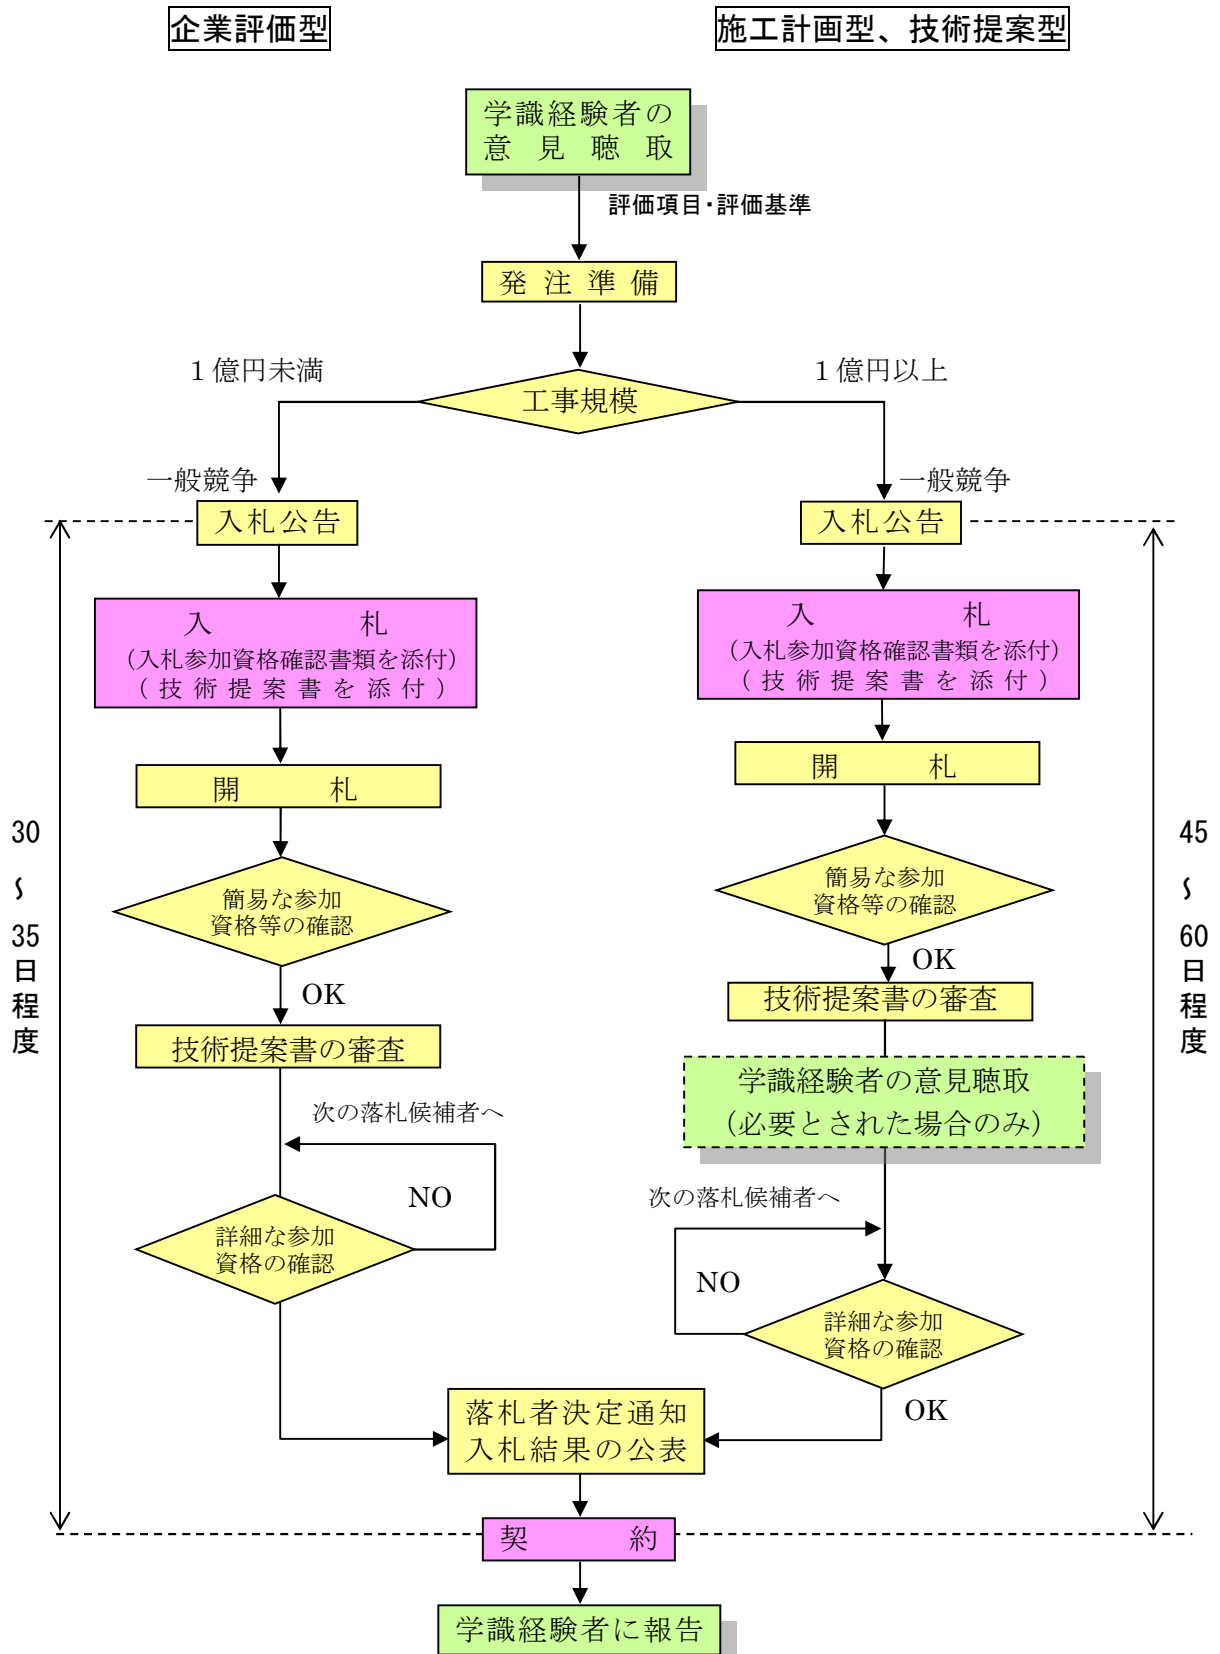 企業評価型
施工計画型、技術提案型
学識経験者の
意見聴取
評価項目・評価基準
発注準備
１億円未満
１億円以上
工事規模
一般競争
一般競争
入札公告
入札公告
入札
（入札参加資格確認書類を添付）
（技術提案書を添付）
入札
（入札参加資格確認書類を添付）
（技術提案書を添付）
開札
開札
簡易な参加
資格等の確認
簡易な参加
資格等の確認
OK
OK
技術提案書の審査
技術提案書の審査
学識経験者の意見聴取
（必要とされた場合のみ）
次の落札候補者へ
NO
次の落札候補者へ
NO
詳細な参加
資格の確認
詳細な参加
資格の確認
OK
30
～
35
日
程
度
45
～
60
日
程
度
落札者決定通知
入札結果の公表
契約
学識経験者に報告